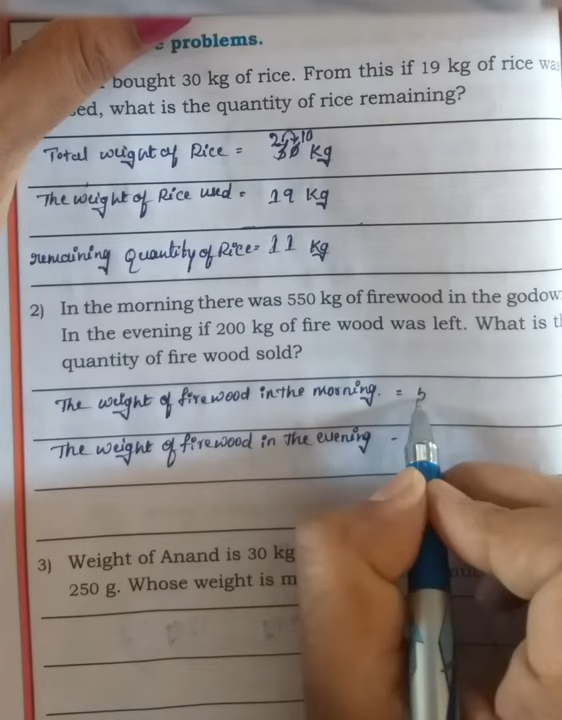 problems.
bought 30 kg of rice. From this if 19 kg of rice was
ed, what is the quantity of rice remaining?
2 10
Total weight of Rice = 30 Kg
The weight of Rice used = 19 Kg
remaining Quantity of Rice = 11 Kg
2) In the morning there was 550 kg of firewood in the godow
In the evening if 200 kg of fire wood was left. What is t
quantity of fire wood sold?
The weight of firewood in the morning. = 5
The weight of firewood in The evening -
3) Weight of Anand is 30 kg
250 g. Whose weight is m